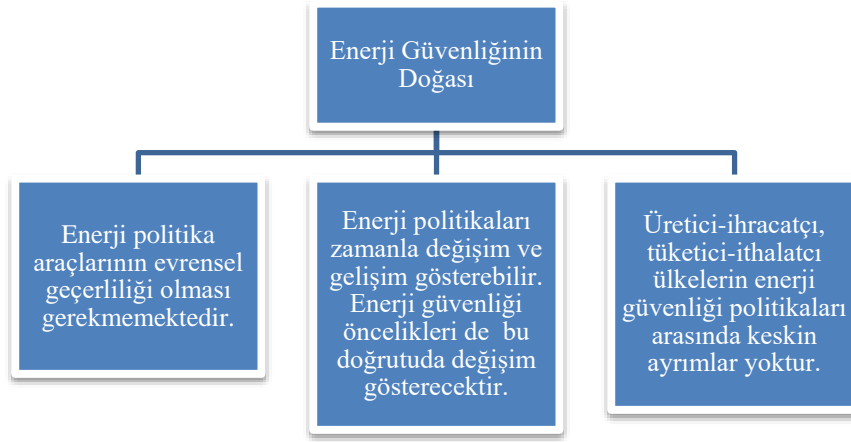 Enerji Güvenliğinin
Doğası
Enerji politika
araçlarının evrensel
geçerliliği olması
gerekmemektedir.
Enerji politikaları
zamanla değişim ve
gelişim gösterebilir.
Enerji güvenliği
öncelikleri de bu
doğrutuda değişim
gösterecektir.
Üretici-ihracatçı,
tüketici-ithalatcı
ülkelerin enerji
güvenliği politikaları
arasında keskin
ayrımlar yoktur.